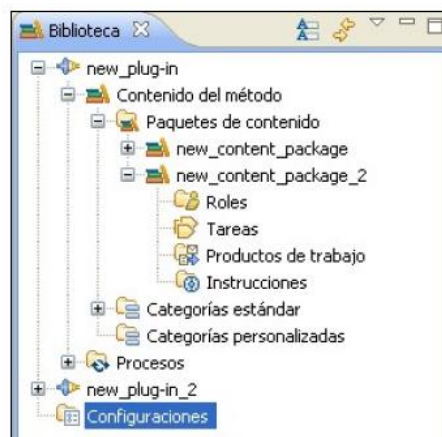 Biblioteca
new_plug-in
Contenido del método
Paquetes de contenido
new_content_package
new_content_package_2
Roles
Tareas
Productos de trabajo
Instrucciones
Categorías estándar
Categorías personalizadas
Procesos
new_plug-in_2
Configuraciones